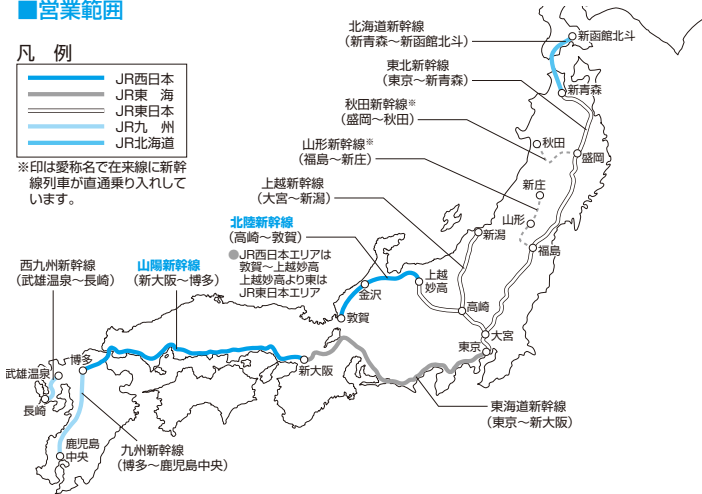 ■営業範囲
凡 例
JR西日本
JR東 海
JR東日本
JR九 州
JR北海道
※印は愛称名で在来線に新幹
線列車が直通乗り入れして
います。
北海道新幹線
(新青森～新函館北斗)
新函館北斗
東北新幹線
(東京～新青森)
新青森
秋田新幹線※
(盛岡～秋田)
秋田
盛岡
山形新幹線※
(福島～新庄)
新庄
山形
上越新幹線
(大宮～新潟)
新潟
福島
北陸新幹線
(高崎～敦賀)
●JR西日本エリアは
敦賀～上越妙高
上越妙高より東は
JR東日本エリア
上越
妙高
金沢
高崎
敦賀
大宮
東京
西九州新幹線
(武雄温泉～長崎)
山陽新幹線
(新大阪～博多)
博多
新大阪
武雄温泉
長崎
東海道新幹線
(東京～新大阪)
鹿児島
中央
九州新幹線
(博多～鹿児島中央)